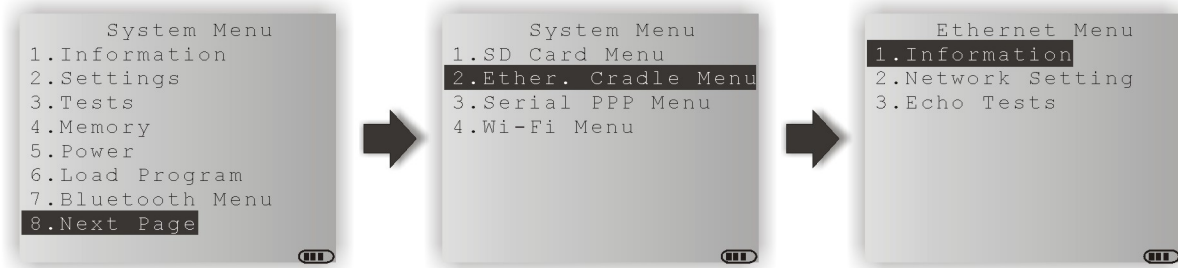 System Menu
1.Information
2.Settings
3.Tests
4.Memory
5.Power
6.Load Program
7.Bluetooth Menu
8.Next Page
System Menu
1.SD Card Menu
2.Ether. Cradle Menu
3.Serial PPP Menu
4.Wi-Fi Menu
Ethernet Menu
1.Information
2.Network Setting
3.Echo Tests